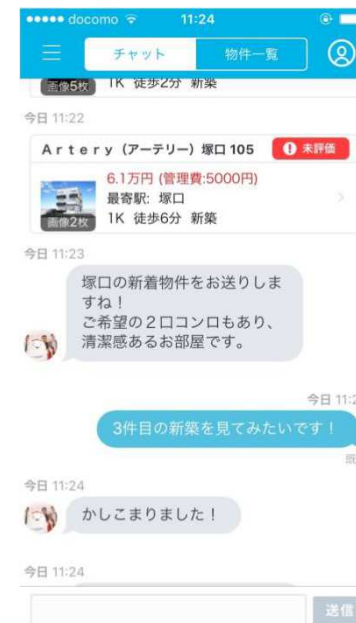 docomo 11:24
チャット 物件一覧
画像5枚 1K 徒歩2分 新築
今日 11:22
Artery（アーテリー）塚口 105 未評価
6.1万円 (管理費:5000円)
最寄駅: 塚口
画像2枚 1K 徒歩6分 新築
今日 11:23
塚口の新着物件をお送りしま
すね！
ご希望の２口コンロもあり、
清潔感あるお部屋です。
今日 11:2
3件目の新築を見てみたいです！
既
今日 11:24
かしこまりました！
今日 11:24
送信